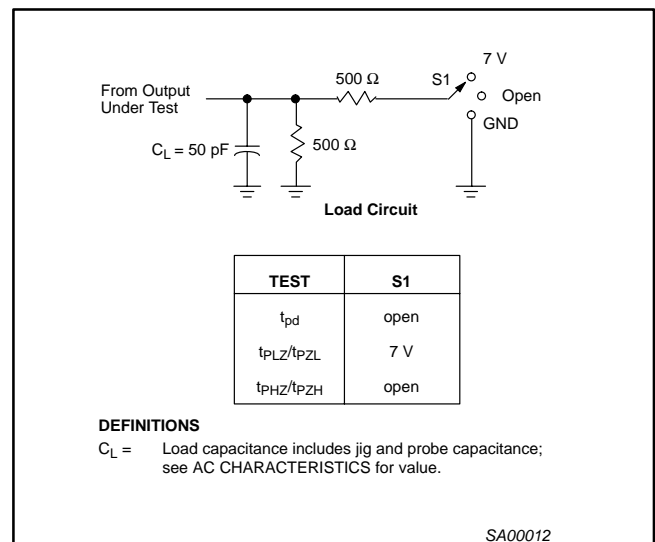 7 V
500 Ω
S1
From Output
Under Test
Open
GND
C_L = 50 pF
500 Ω
Load Circuit
TEST S1
t_pd open
t_PLZ/t_PZL 7 V
t_PHZ/t_PZH open
DEFINITIONS
C_L = Load capacitance includes jig and probe capacitance;
see AC CHARACTERISTICS for value.
SA00012